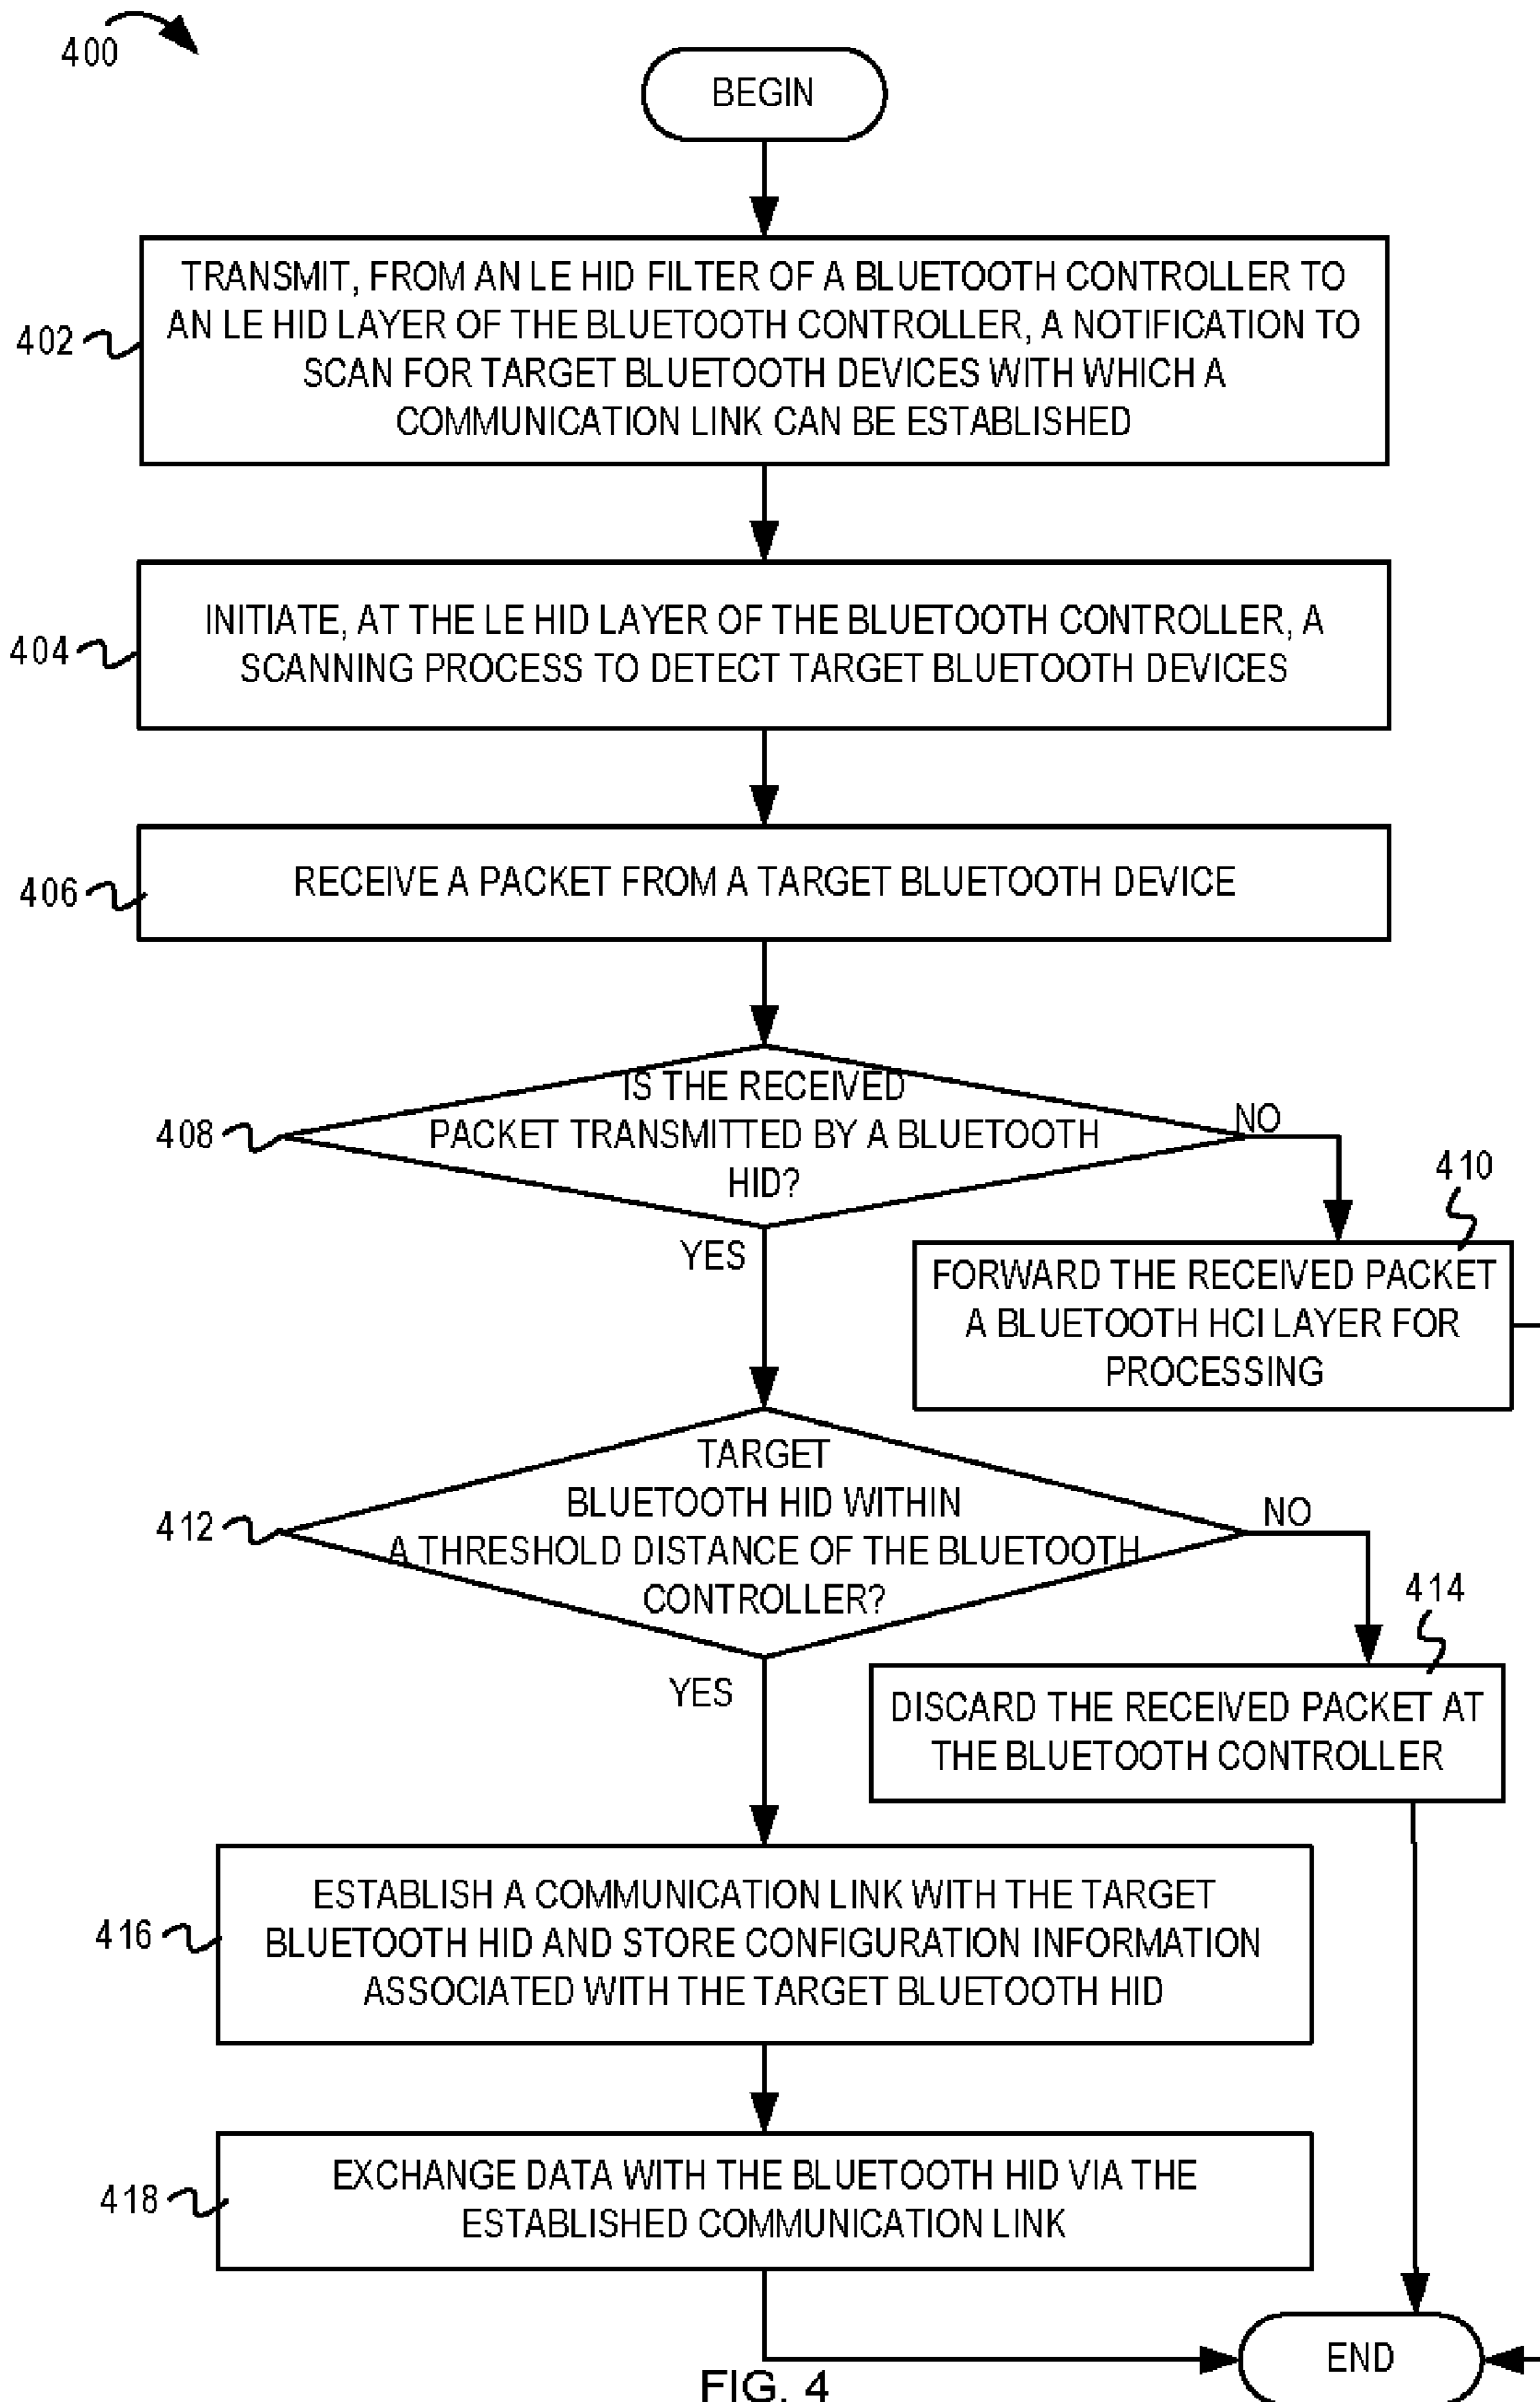 400
BEGIN
402
TRANSMIT, FROM AN LE HID FILTER OF A BLUETOOTH CONTROLLER TO
AN LE HID LAYER OF THE BLUETOOTH CONTROLLER, A NOTIFICATION TO
SCAN FOR TARGET BLUETOOTH DEVICES WITH WHICH A
COMMUNICATION LINK CAN BE ESTABLISHED
404
INITIATE, AT THE LE HID LAYER OF THE BLUETOOTH CONTROLLER, A
SCANNING PROCESS TO DETECT TARGET BLUETOOTH DEVICES
406
RECEIVE A PACKET FROM A TARGET BLUETOOTH DEVICE
408
IS THE RECEIVED
PACKET TRANSMITTED BY A BLUETOOTH
HID?
NO
YES
410
FORWARD THE RECEIVED PACKET
A BLUETOOTH HCI LAYER FOR
PROCESSING
412
TARGET
BLUETOOTH HID WITHIN
A THRESHOLD DISTANCE OF THE BLUETOOTH
CONTROLLER?
NO
YES
414
DISCARD THE RECEIVED PACKET AT
THE BLUETOOTH CONTROLLER
416
ESTABLISH A COMMUNICATION LINK WITH THE TARGET
BLUETOOTH HID AND STORE CONFIGURATION INFORMATION
ASSOCIATED WITH THE TARGET BLUETOOTH HID
418
EXCHANGE DATA WITH THE BLUETOOTH HID VIA THE
ESTABLISHED COMMUNICATION LINK
END
FIG. 4